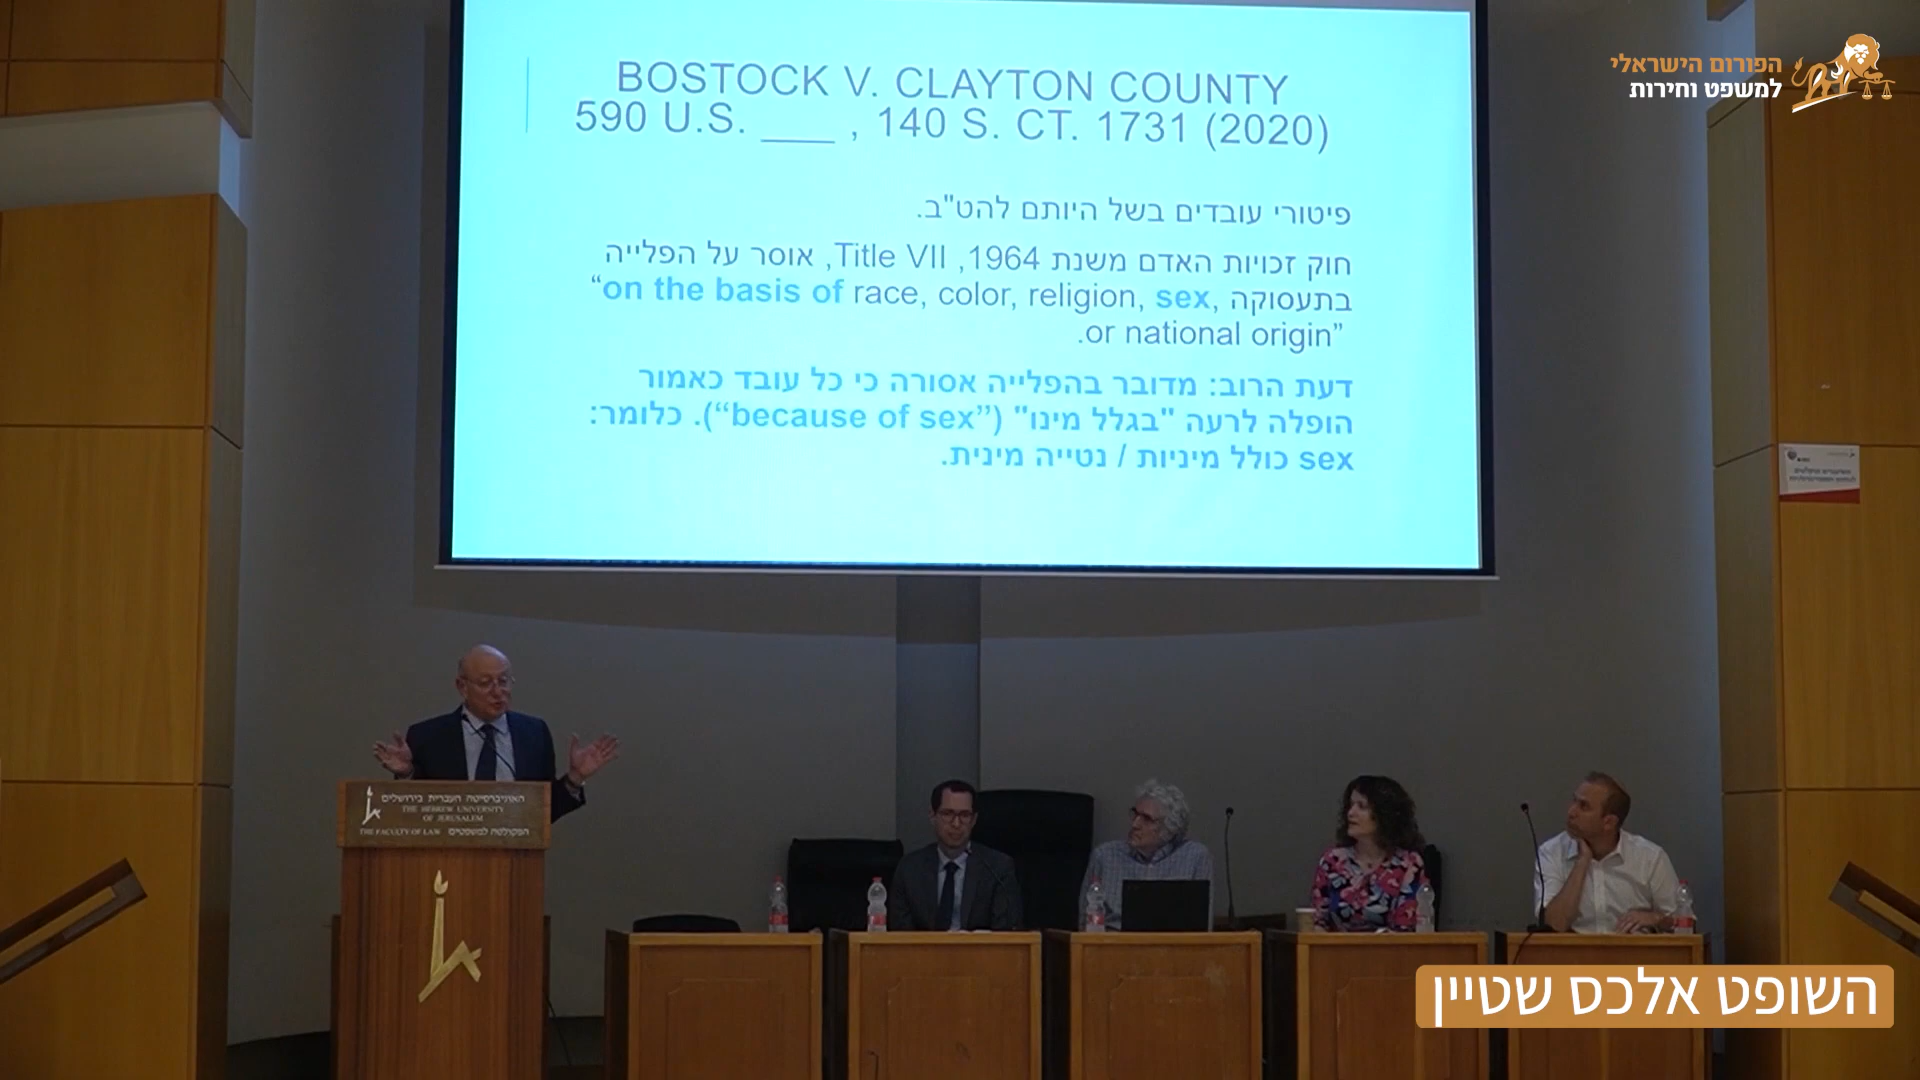 BOSTOCK V. CLAYTON COUNTY
590 U.S. ___ , 140 S. CT. 1731 (2020)
פיטורי עובדים בשל היותם להט"ב.
חוק זכויות האדם משנת 1964, Title VII, אוסר על הפלייה
בתעסוקה “on the basis of race, color, religion, sex,
or national origin”.
דעת הרוב: מדובר בהפלייה אסורה כי כל עובד כאמור
הופלה לרעה "בגלל מינו" (“because of sex”). כלומר:
sex כולל מיניות / נטייה מינית.
הפורום הישראלי
למשפט וחירות
האוניברסיטה העברית בירושלים
THE HEBREW UNIVERSITY
OF JERUSALEM
THE FACULTY OF LAW הפקולטה למשפטים
השופט אלכס שטיין